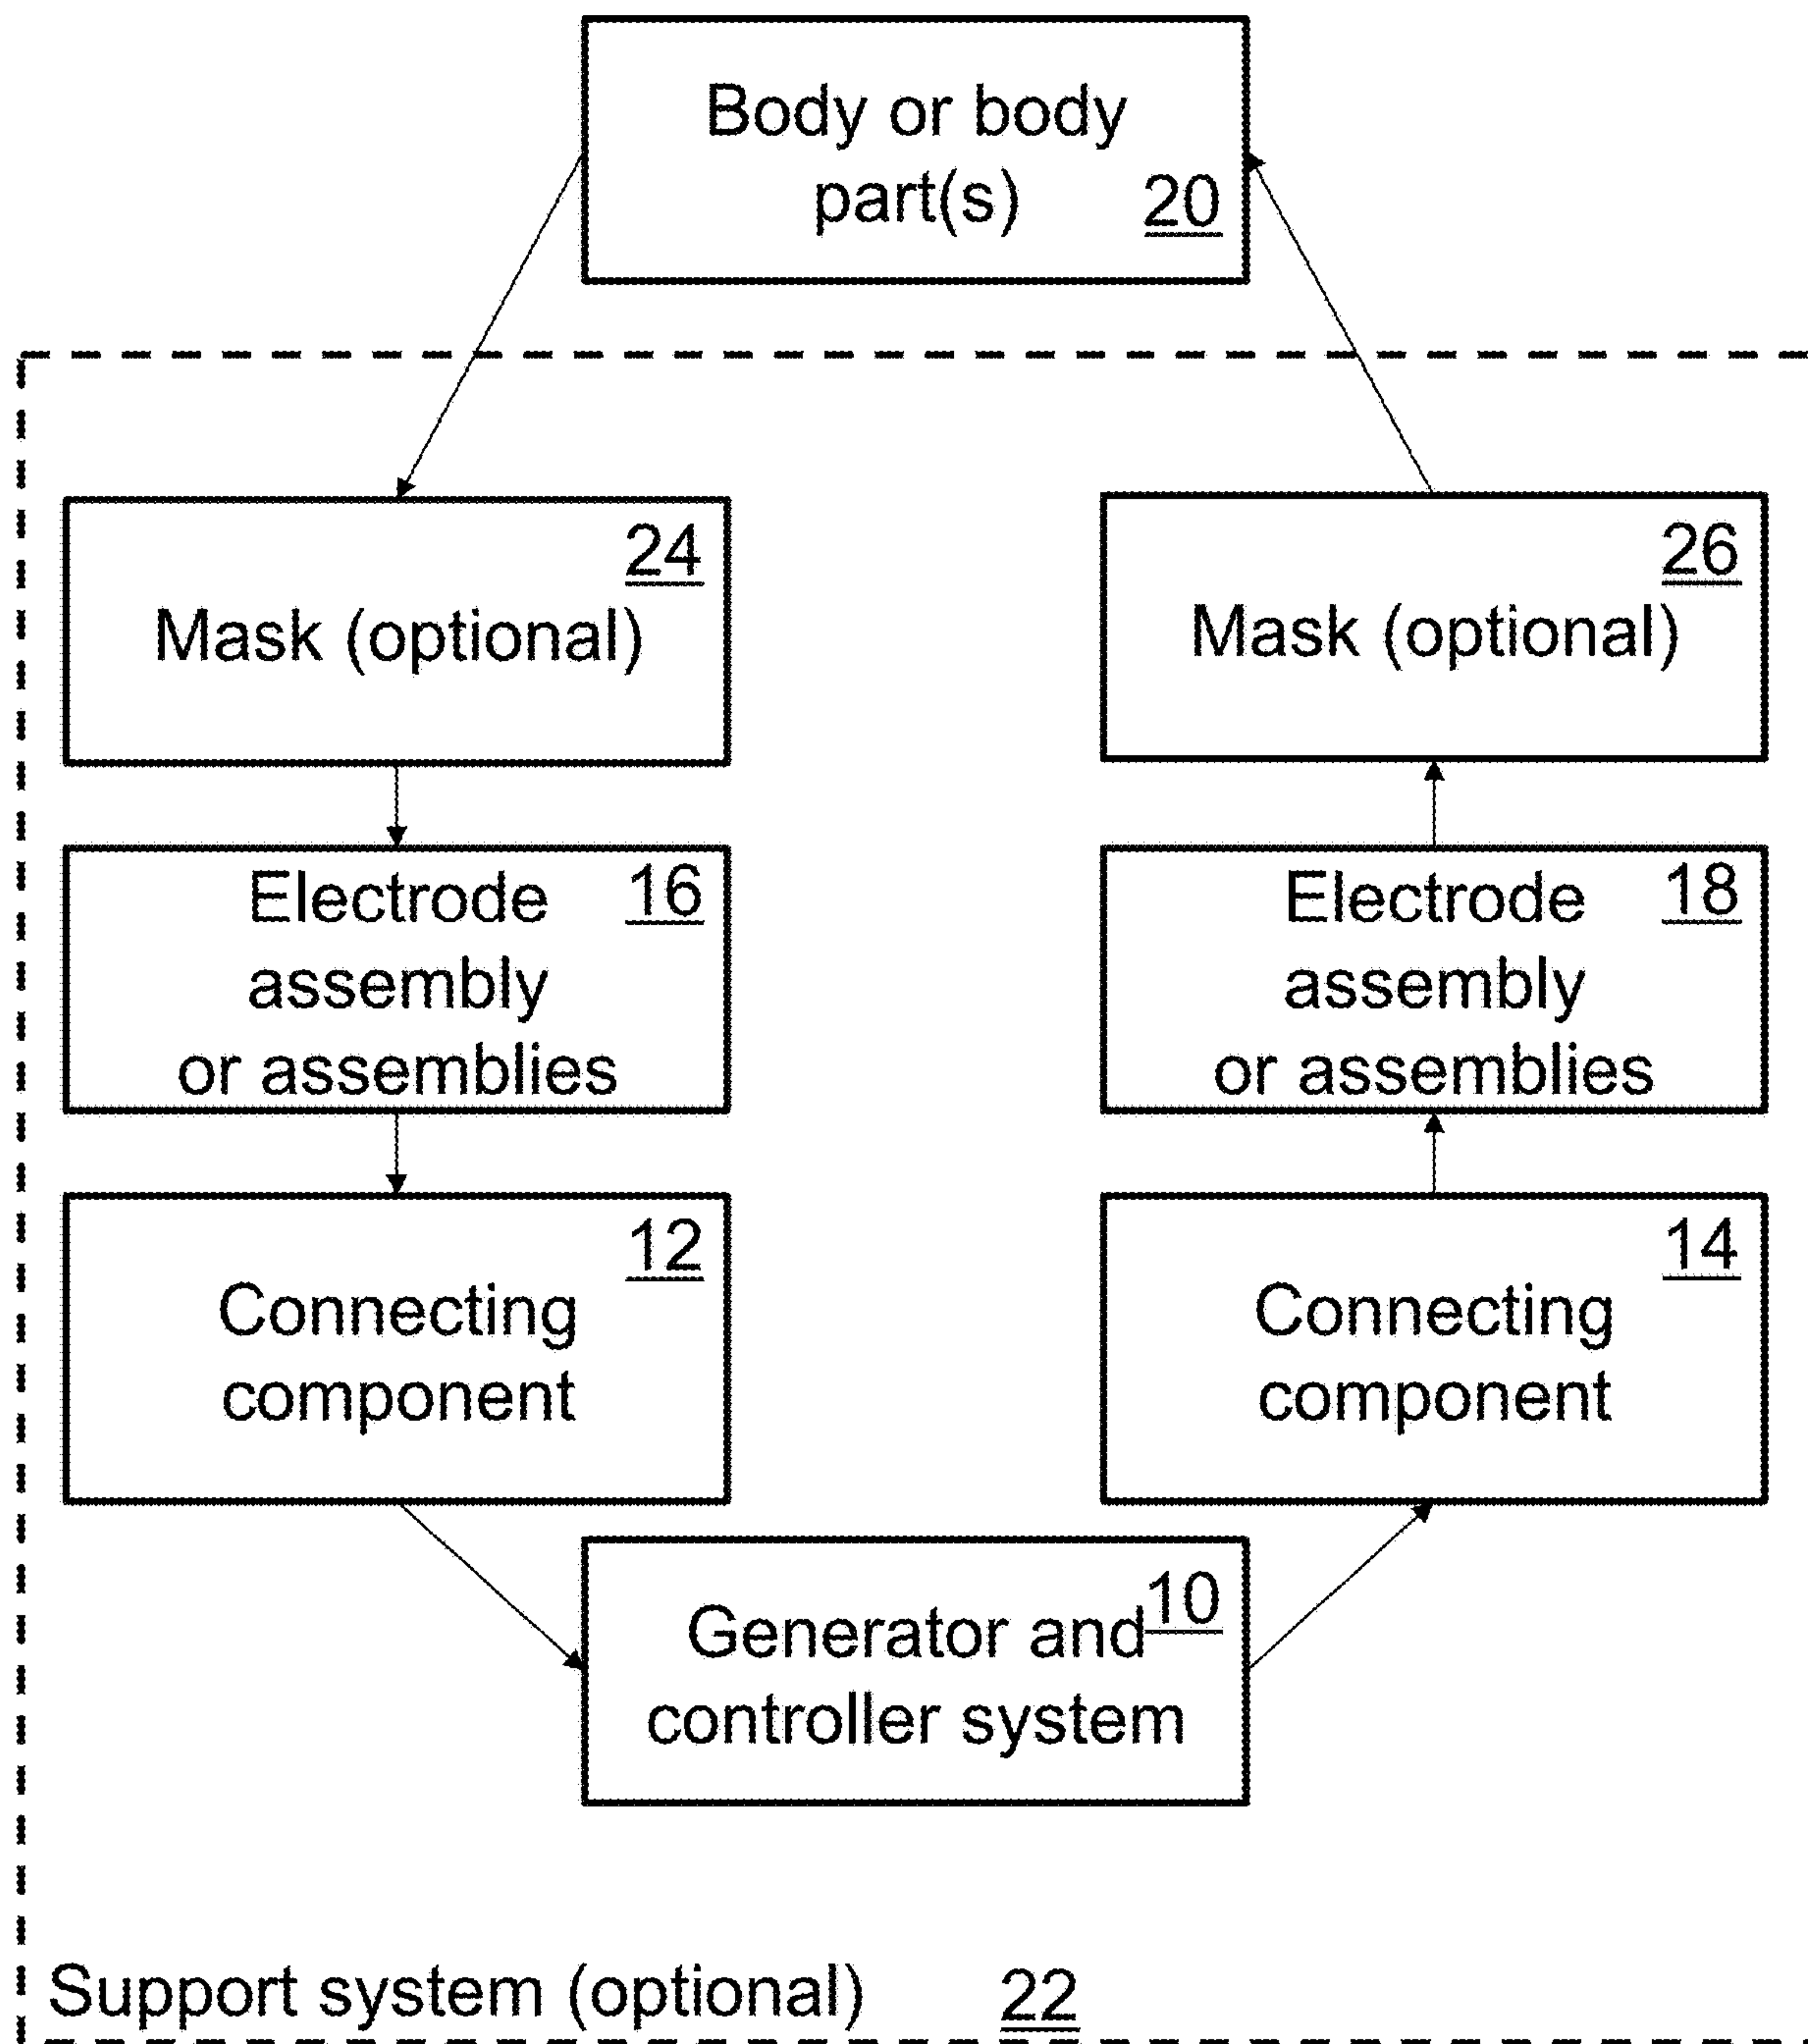 Body or body
part(s) 20
24
Mask (optional)
26
Mask (optional)
Electrode 16
assembly
or assemblies
Electrode 18
assembly
or assemblies
12
Connecting
component
14
Connecting
component
Generator and 10
controller system
Support system (optional) 22